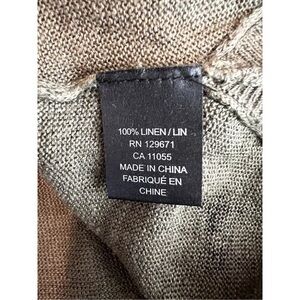 100% LINEN / LIN
RN 129671
CA 11055
MADE IN CHINA
FABRIQUÉ EN
CHINE